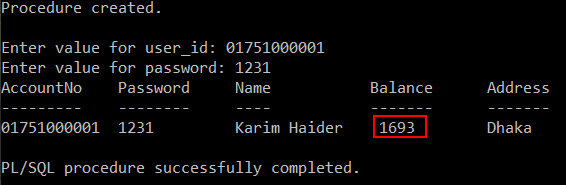 Procedure created.
Enter value for user_id: 01751000001
Enter value for password: 1231
AccountNo Password Name Balance Address
--------- -------- ---- ------- -------
01751000001 1231 Karim Haider 1693 Dhaka
PL/SQL procedure successfully completed.